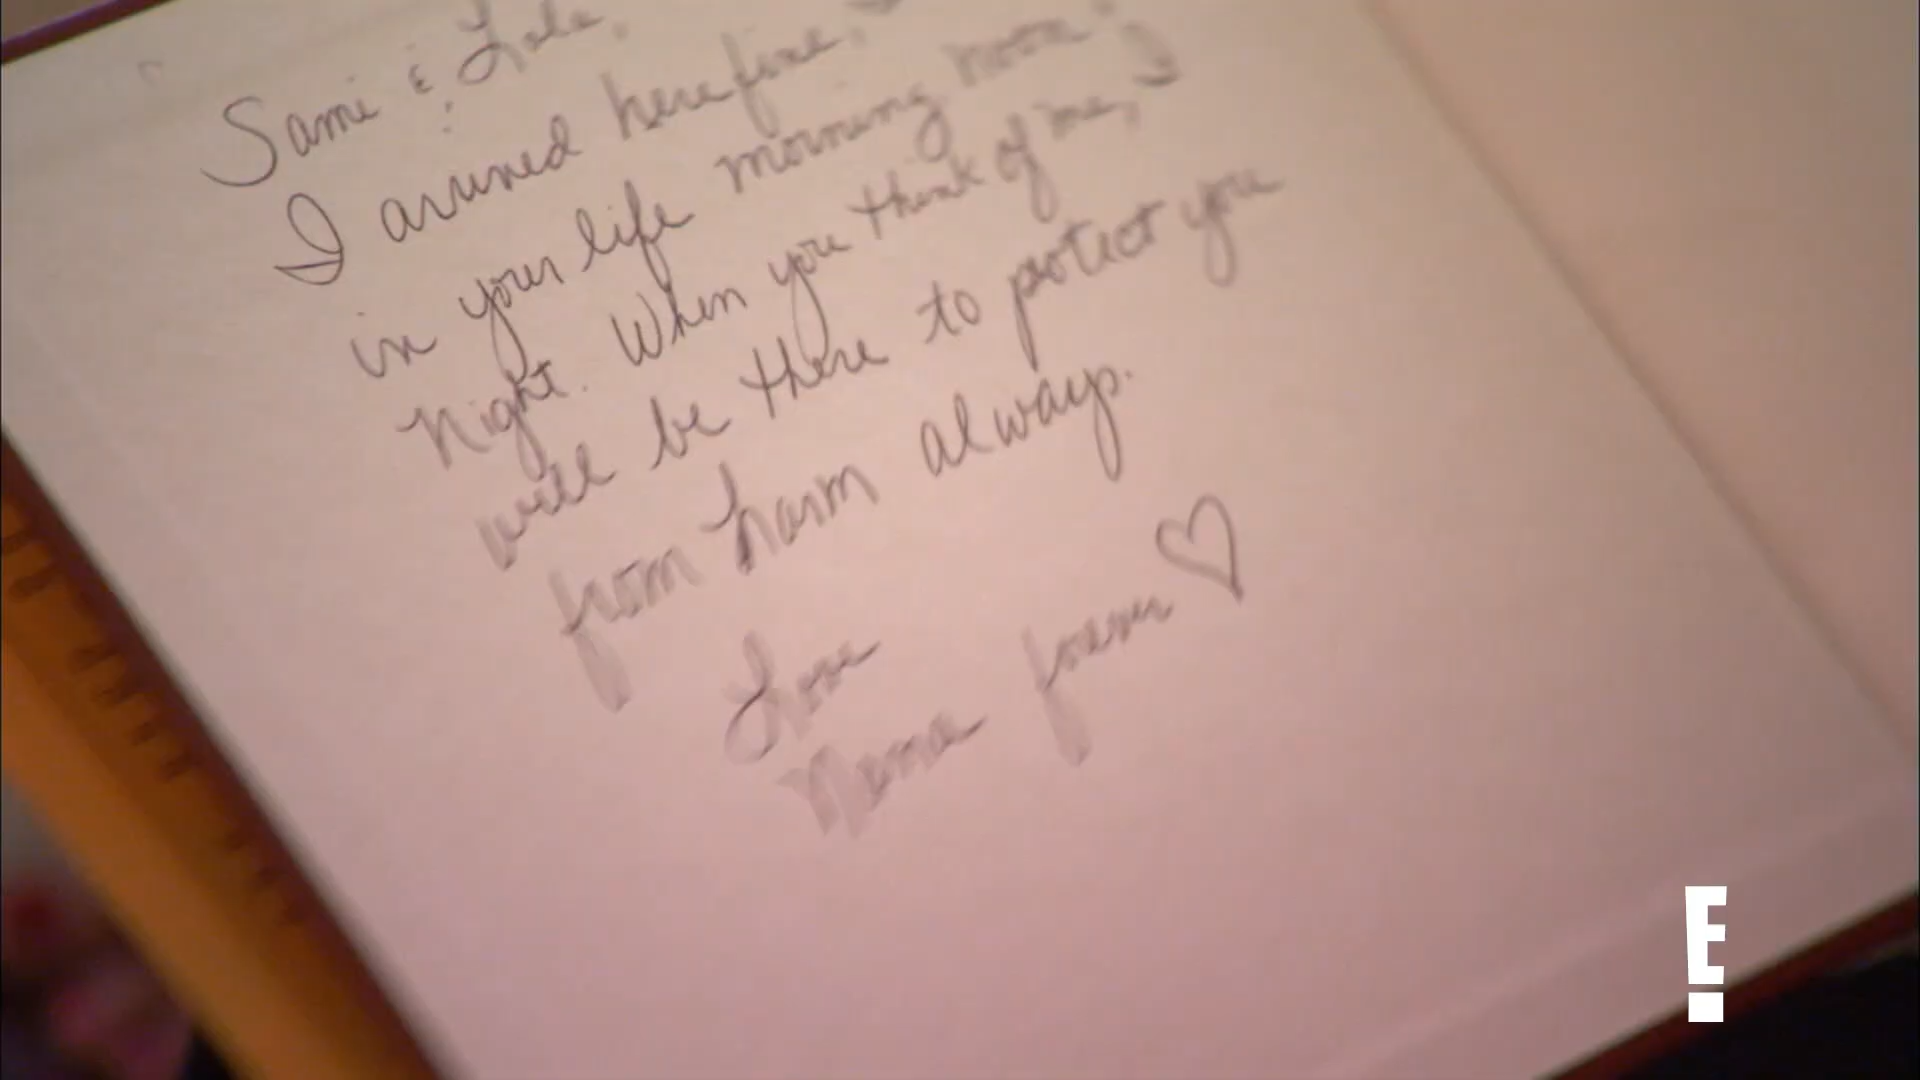 Sami & Lola,
I arrived here fine.
in your life morning noon
Night. When you think of me,
will be there to protect you
from harm always.
Love
forever ♡
E!